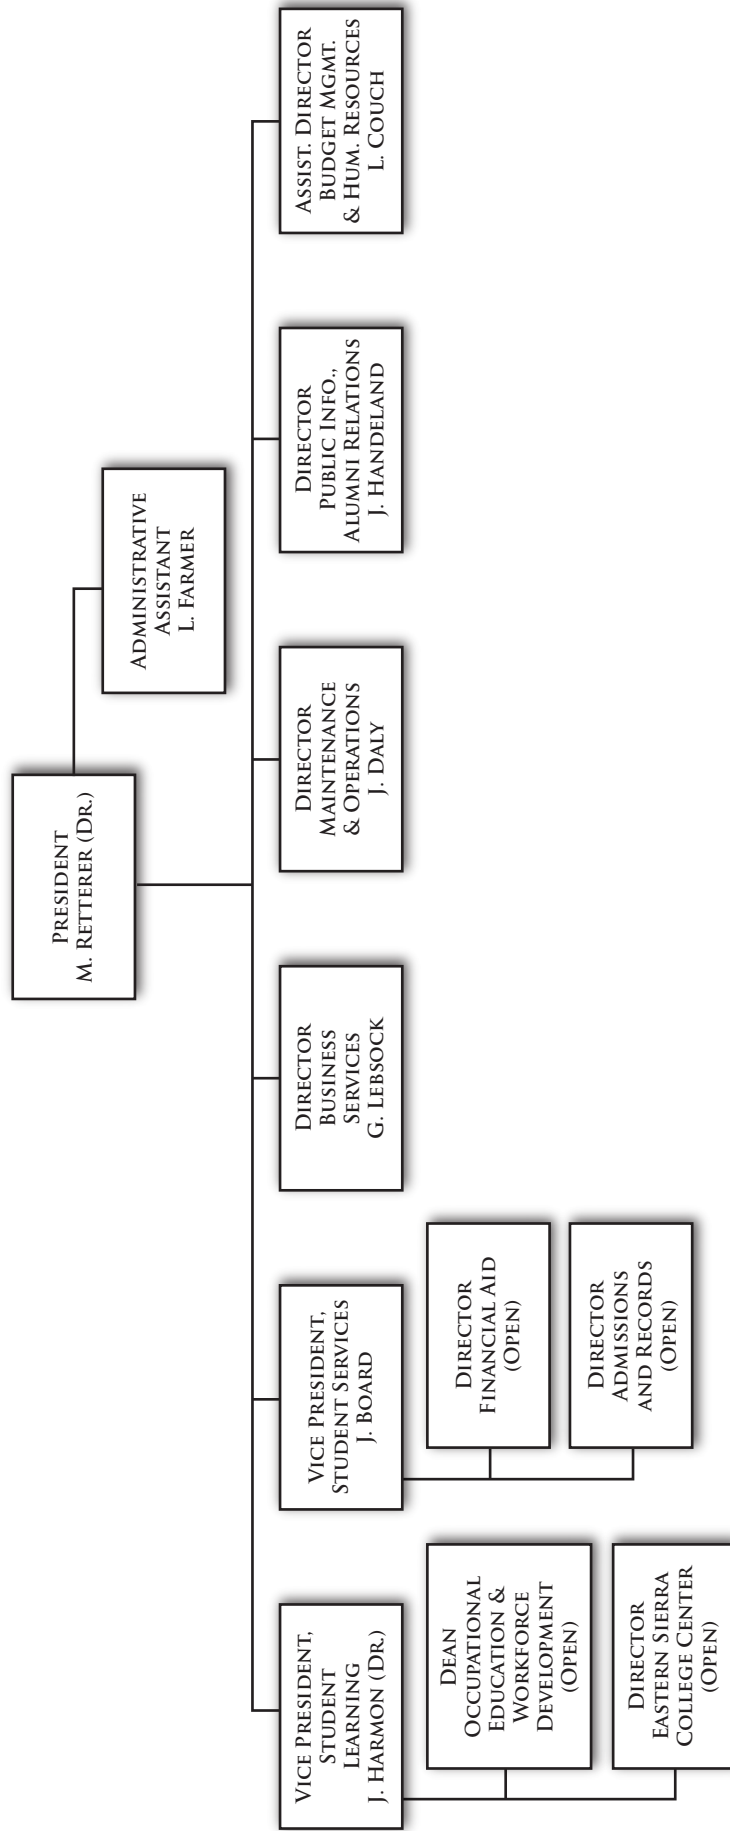 PRESIDENT
M. RETTERER (DR.)
ADMINISTRATIVE
ASSISTANT
L. FARMER
VICE PRESIDENT,
STUDENT
LEARNING
J. HARMON (DR.)
DEAN
OCCUPATIONAL
EDUCATION &
WORKFORCE
DEVELOPMENT
(OPEN)
DIRECTOR
EASTERN SIERRA
COLLEGE CENTER
(OPEN)
VICE PRESIDENT,
STUDENT SERVICES
J. BOARD
DIRECTOR
FINANCIAL AID
(OPEN)
DIRECTOR
ADMISSIONS
AND RECORDS
(OPEN)
DIRECTOR
BUSINESS
SERVICES
G. LEBSOCK
DIRECTOR
MAINTENANCE
& OPERATIONS
J. DALY
DIRECTOR
PUBLIC INFO.,
ALUMNI RELATIONS
J. HANDELAND
ASSIST. DIRECTOR
BUDGET MGMT.
& HUM. RESOURCES
L. COUCH